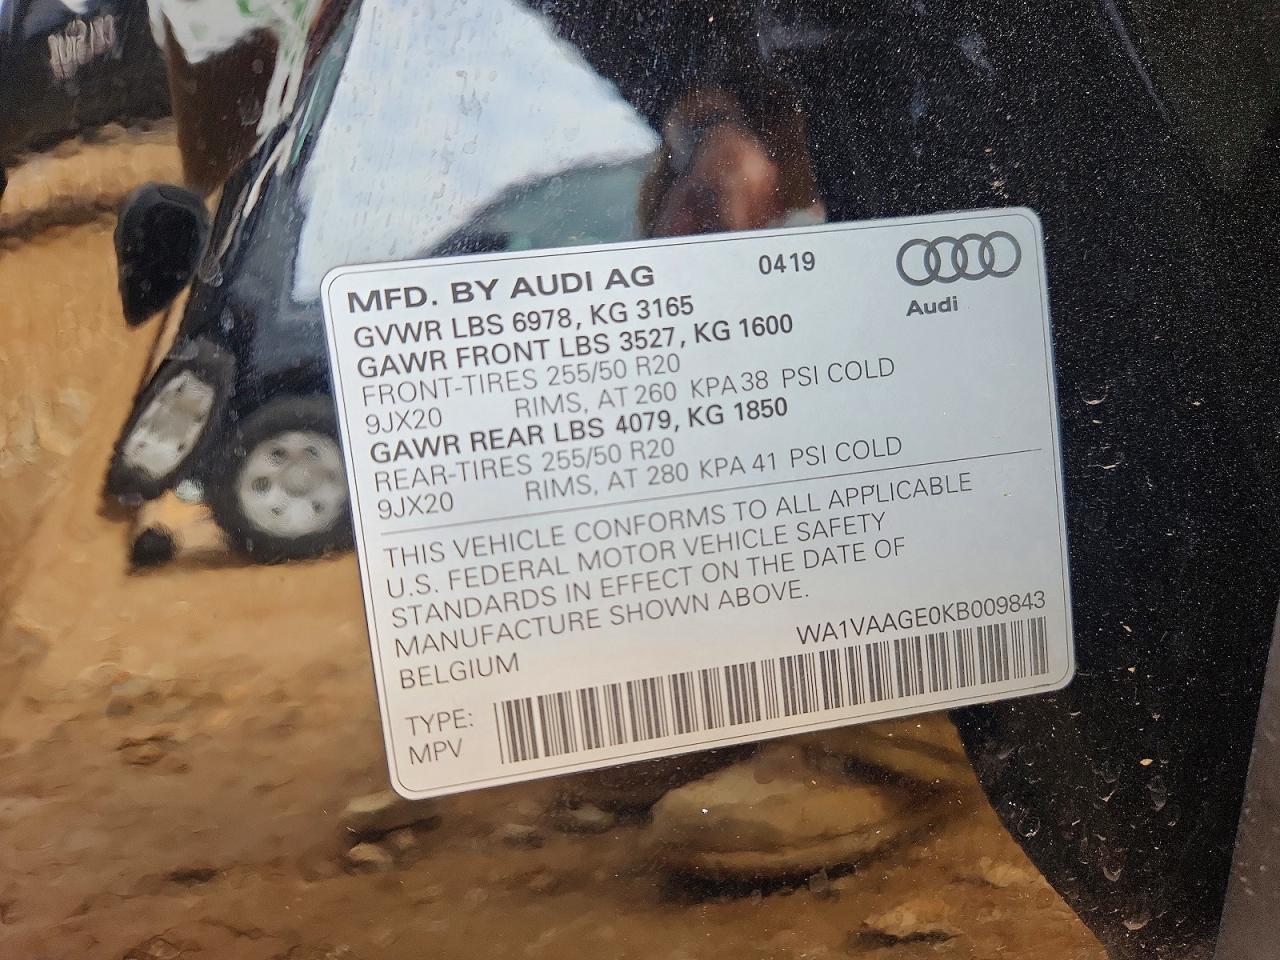 MFD. BY AUDI AG 0419
Audi
GVWR LBS 6978, KG 3165
GAWR FRONT LBS 3527, KG 1600
FRONT-TIRES 255/50 R20
9JX20 RIMS, AT 260 KPA 38 PSI COLD
GAWR REAR LBS 4079, KG 1850
REAR-TIRES 255/50 R20
9JX20 RIMS, AT 280 KPA 41 PSI COLD
THIS VEHICLE CONFORMS TO ALL APPLICABLE
U.S. FEDERAL MOTOR VEHICLE SAFETY
STANDARDS IN EFFECT ON THE DATE OF
MANUFACTURE SHOWN ABOVE.
BELGIUM WA1VAAGE0KB009843
TYPE:
MPV